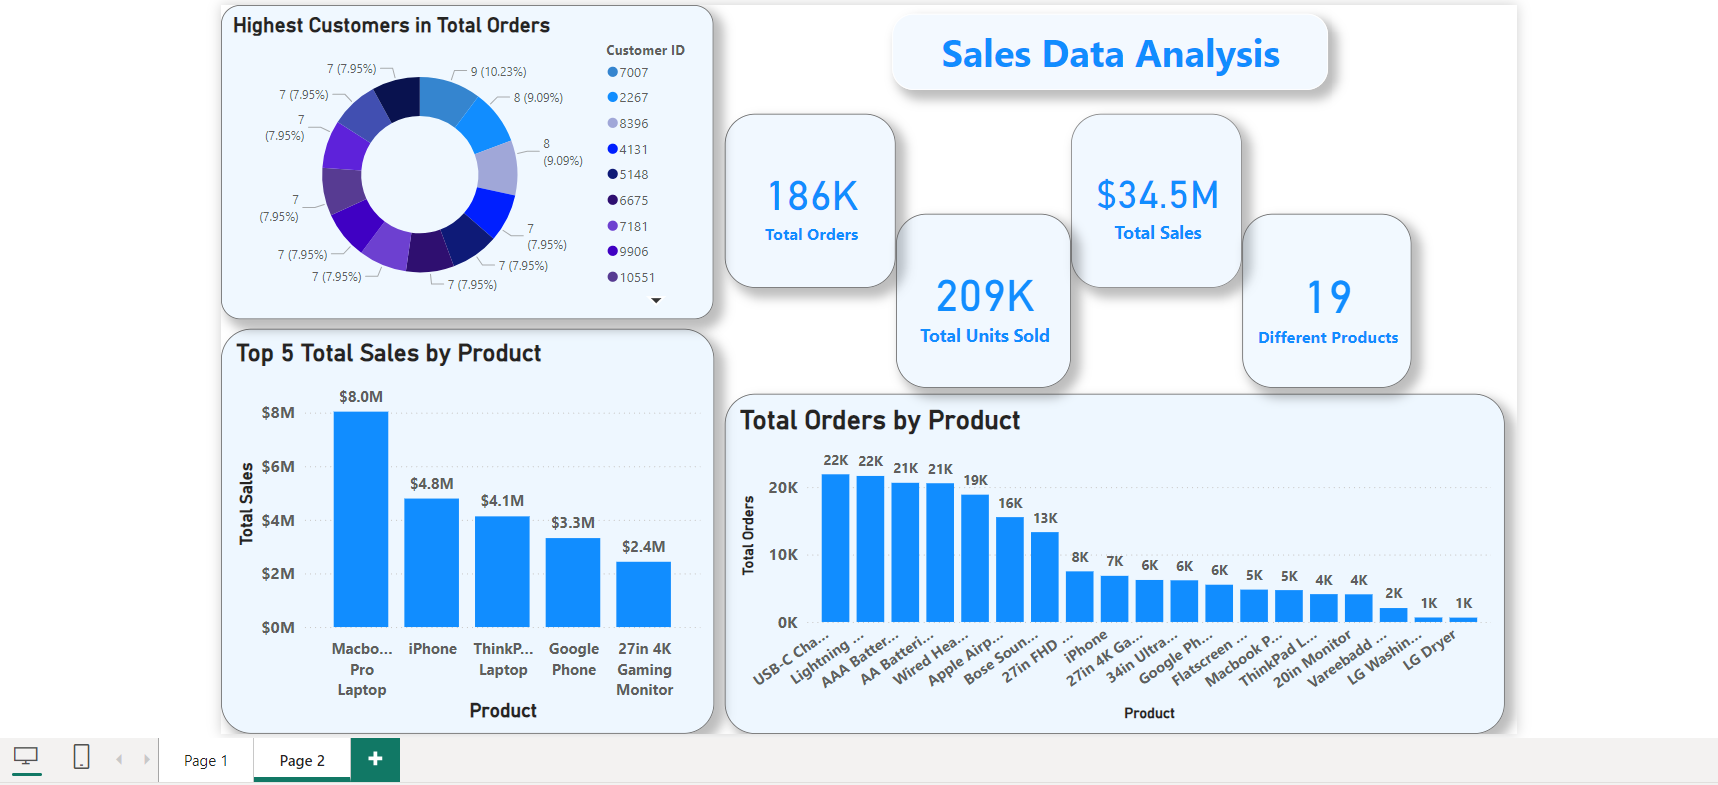 Highest Customers in Total Orders
Customer ID
7007
2267
8396
4131
5148
6675
7181
9906
10551
9 (10.23%)
8 (9.09%)
8
(9.09%)
7
(7.95%)
7 (7.95%)
7 (7.95%)
7 (7.95%)
7 (7.95%)
7
(7.95%)
7
(7.95%)
7 (7.95%)
7 (7.95%)
Sales Data Analysis
186K
Total Orders
209K
Total Units Sold
$34.5M
Total Sales
19
Different Products
Top 5 Total Sales by Product
Total Sales
$8M
$6M
$4M
$2M
$0M
$8.0M
$4.8M
$4.1M
$3.3M
$2.4M
Macbo...
Pro
Laptop
iPhone
ThinkP...
Laptop
Google
Phone
27in 4K
Gaming
Monitor
Product
Total Orders by Product
Total Orders
20K
10K
0K
22K
22K
21K
21K
19K
16K
13K
8K
7K
6K
6K
6K
5K
5K
4K
4K
2K
1K
1K
USB-C Cha...
Lightning ...
AAA Batter...
AA Batteri...
Wired Hea...
Apple Airp...
Bose Soun...
27in FHD ...
iPhone
27in 4K Ga...
34in Ultra...
Google Ph...
Flatscreen ...
Macbook P...
ThinkPad L...
20in Monitor
Vareebadd ...
LG Washin...
LG Dryer
Product
Page 1
Page 2